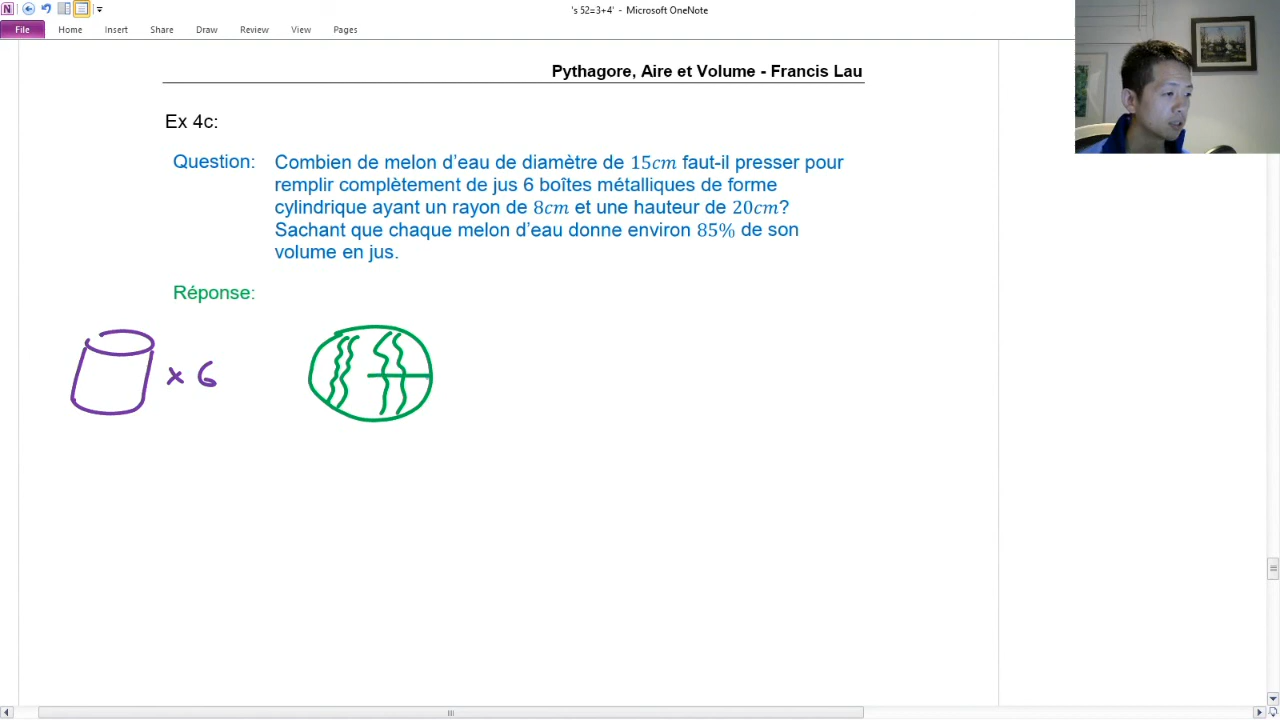 's 52=3+4' - Microsoft OneNote
File Home Insert Share Draw Review View Pages
Pythagore, Aire et Volume - Francis Lau
Ex 4c:
Question: Combien de melon d'eau de diamètre de 15cm faut-il presser pour
remplir complètement de jus 6 boîtes métalliques de forme
cylindrique ayant un rayon de 8cm et une hauteur de 20cm?
Sachant que chaque melon d'eau donne environ 85% de son
volume en jus.
Réponse:
x 6